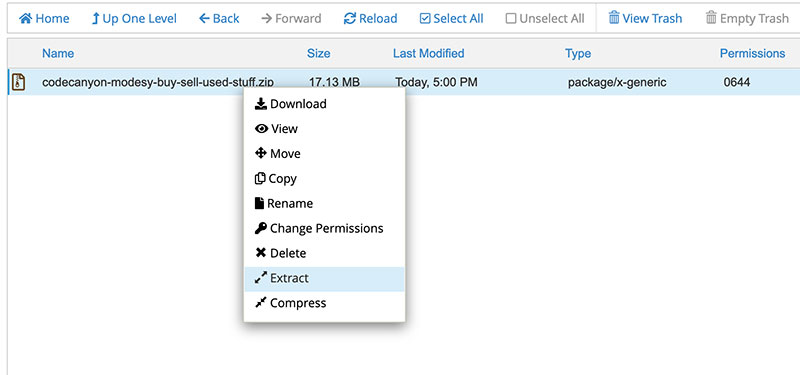 Home Up One Level Back Forward Reload Select All Unselect All View Trash Empty Trash
Name Size Last Modified Type Permissions
codecanyon-modesy-buy-sell-used-stuff.zip 17.13 MB Today, 5:00 PM package/x-generic 0644
Download
View
Move
Copy
Rename
Change Permissions
Delete
Extract
Compress